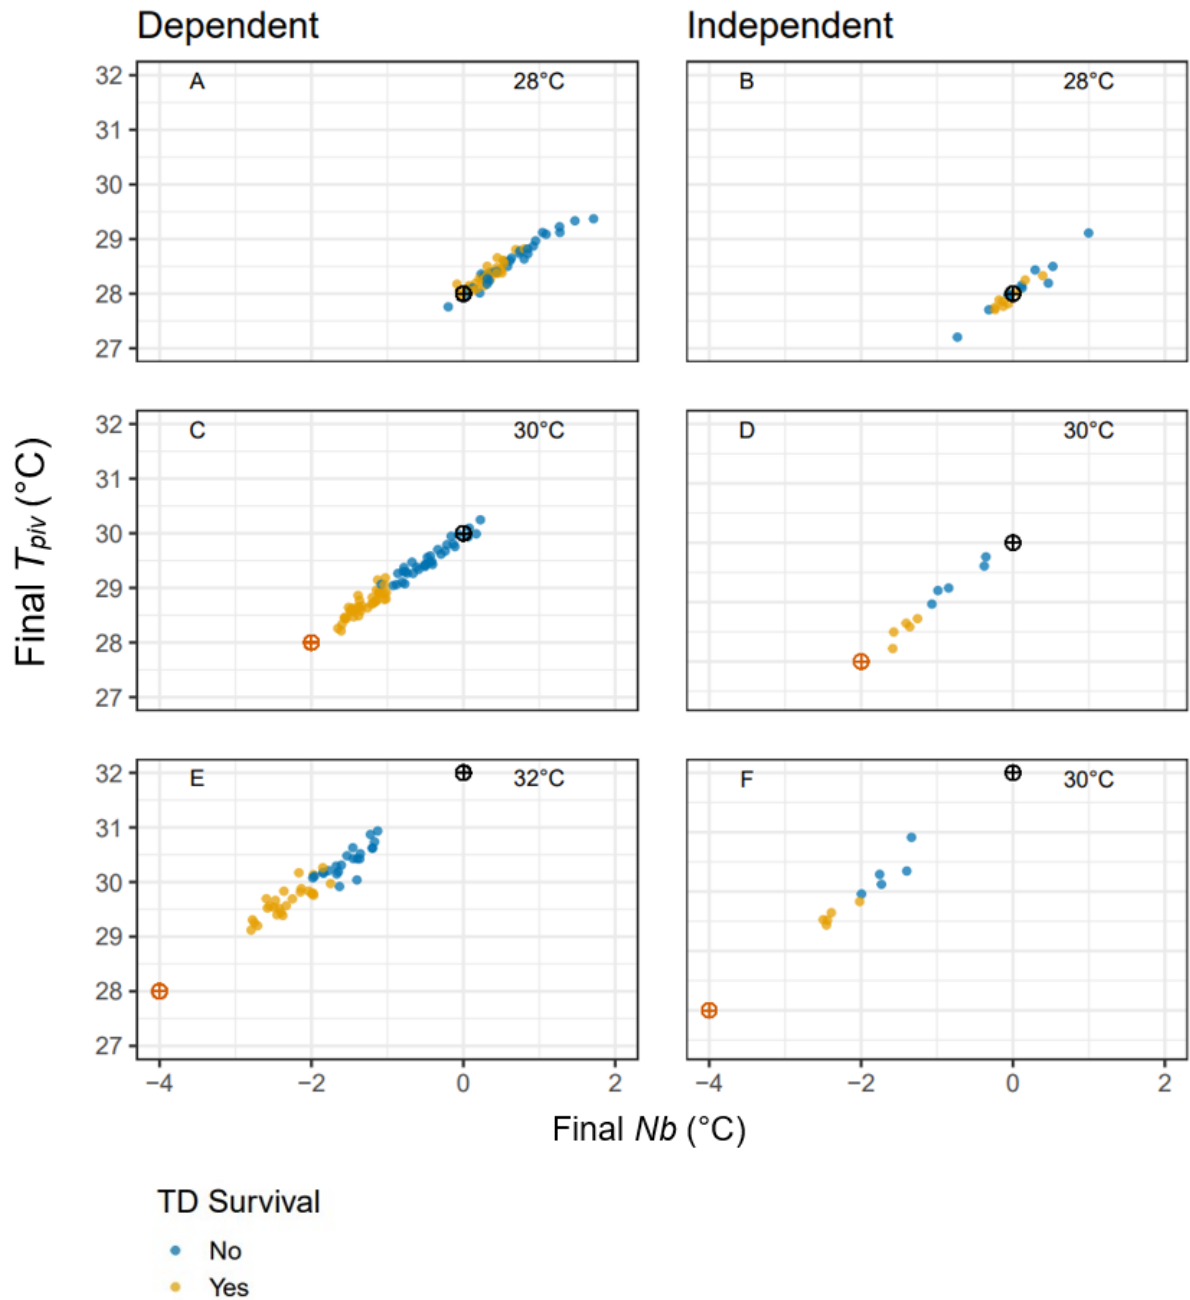 Dependent
Independent
A 28°C
B 28°C
32
31
30
29
28
27
C 30°C
D 30°C
32
31
30
29
28
27
E 32°C
F 30°C
32
31
30
29
28
27
Final Tpiv (°C)
−4 −2 0 2
−4 −2 0 2
Final Nb (°C)
TD Survival
No
Yes